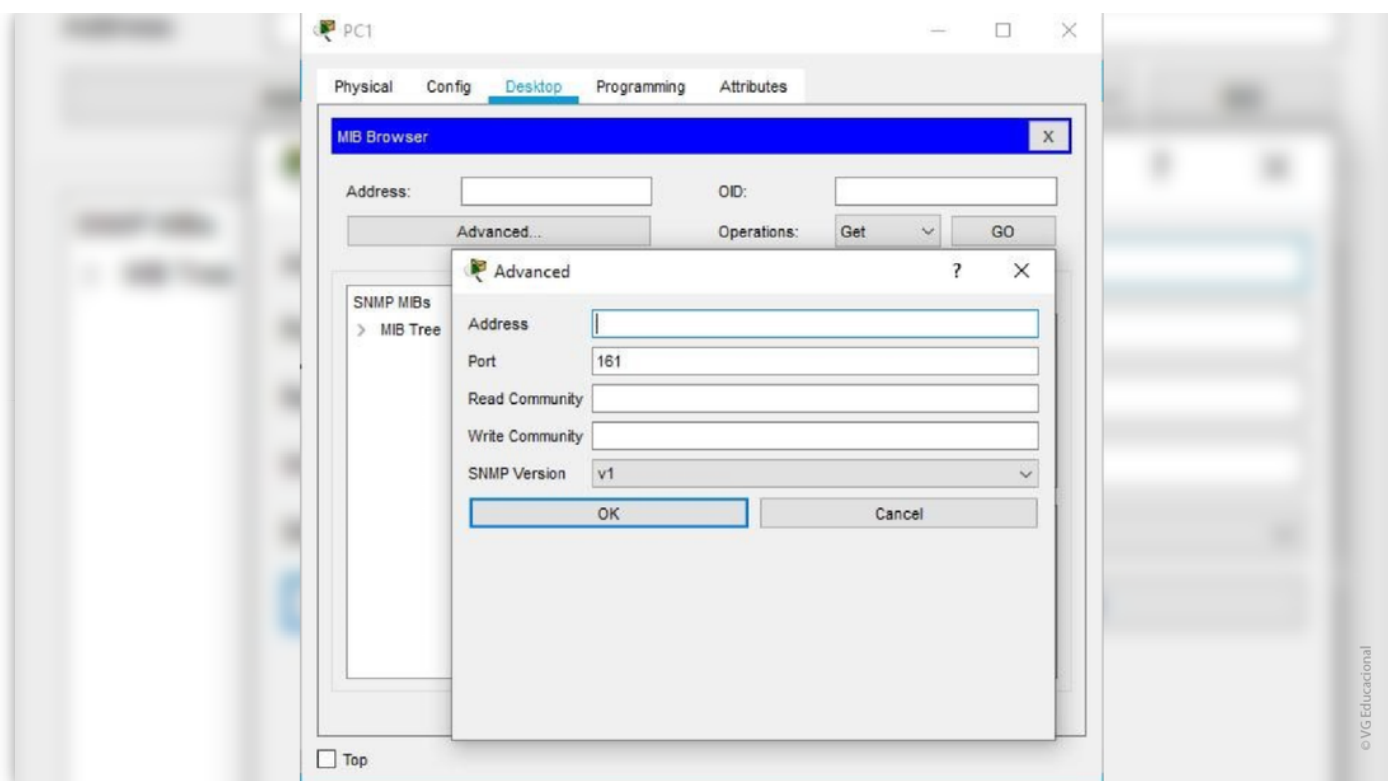 PC1
Physical Config Desktop Programming Attributes
MIB Browser X
Address: OID:
Advanced... Operations: Get GO
Advanced ?
SNMP MIBs
MIB Tree
Address
Port 161
Read Community
Write Community
SNMP Version v1
OK Cancel
Top
© VG Educacional